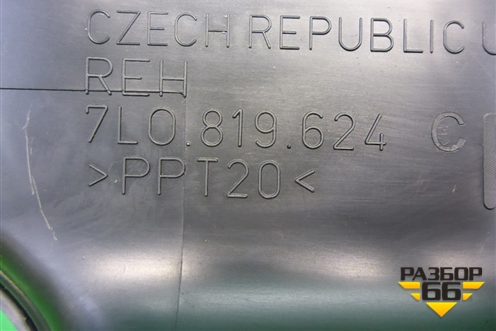 CZECH REPUBLIC
REH
7L0.819.624 C
>PPT20<
РАЗБОР
66